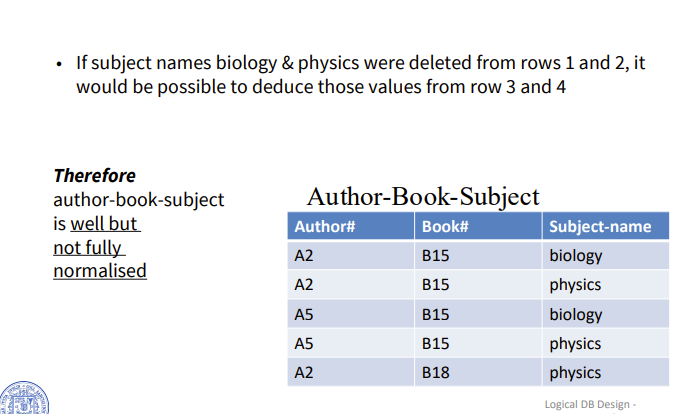 • If subject names biology & physics were deleted from rows 1 and 2, it
would be possible to deduce those values from row 3 and 4
Therefore
author-book-subject
is well but
not fully
normalised
Author-Book-Subject
Author# Book# Subject-name
A2 B15 biology
A2 B15 physics
A5 B15 biology
A5 B15 physics
A2 B18 physics
Logical DB Design -